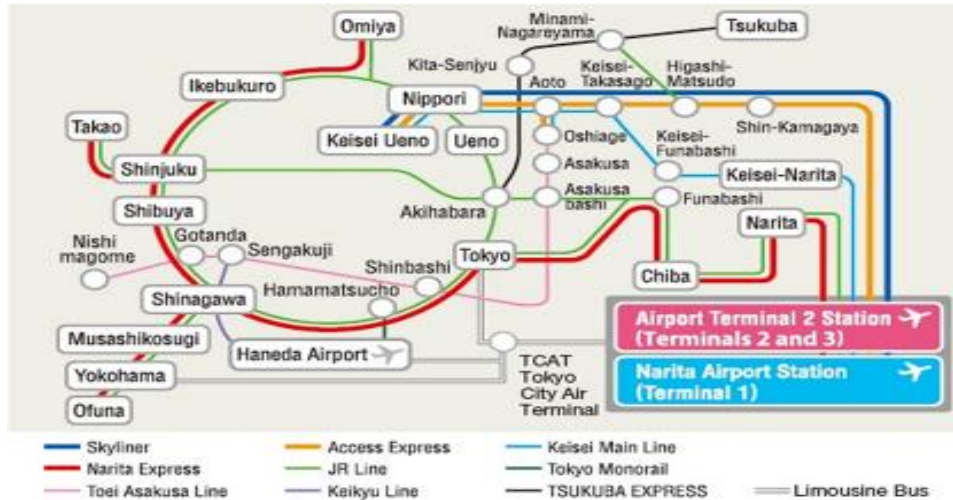 Omiya
Minami-
Nagareyama
Tsukuba
Kita-Senjyu
Ikebukuro
Aoto
Keisei-
Takasago
Higashi-
Matsudo
Nippori
Takao
Keisei Ueno
Ueno
Oshiage
Shin-Kamagaya
Keisei-
Funabashi
Shinjuku
Asakusa
Keisei-Narita
Shibuya
Akihabara
Asakusa
bashi
Funabashi
Nishi
magome
Gotanda
Sengakuji
Tokyo
Narita
Shinbashi
Chiba
Shinagawa
Hamamatsucho
Musashikosugi
Haneda Airport
Airport Terminal 2 Station
(Terminals 2 and 3)
Yokohama
TCAT
Tokyo
City Air
Terminal
Narita Airport Station
(Terminal 1)
Ofuna
Skyliner
Access Express
Keisei Main Line
Narita Express
JR Line
Tokyo Monorail
Toei Asakusa Line
Keikyu Line
TSUKUBA EXPRESS
Limousine Bus